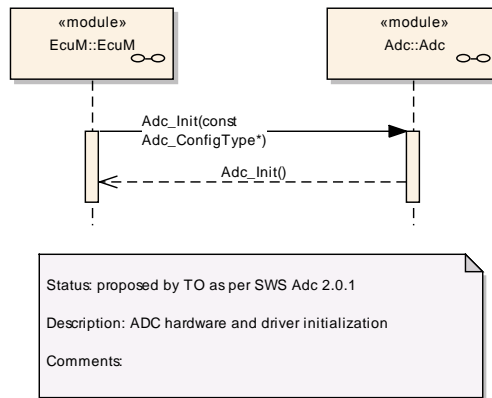 «module»
EcuM::EcuM
«module»
Adc::Adc
Adc_Init(const
Adc_ConfigType*)
Adc_Init()
Status: proposed by TO as per SWS Adc 2.0.1
Description: ADC hardware and driver initialization
Comments: